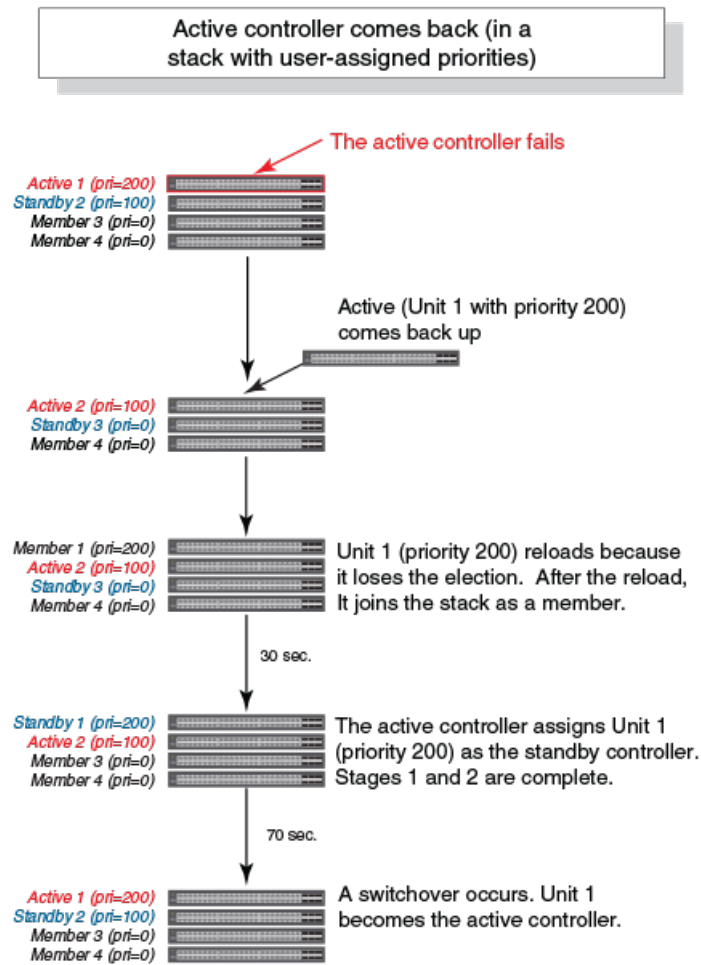 Active controller comes back (in a
stack with user-assigned priorities)
The active controller fails
Active 1 (pri=200)
Standby 2 (pri=100)
Member 3 (pri=0)
Member 4 (pri=0)
Active (Unit 1 with priority 200)
comes back up
Active 2 (pri=100)
Standby 3 (pri=0)
Member 4 (pri=0)
Member 1 (pri=200)
Active 2 (pri=100)
Standby 3 (pri=0)
Member 4 (pri=0)
Unit 1 (priority 200) reloads because
it loses the election. After the reload,
It joins the stack as a member.
30 sec.
Standby 1 (pri=200)
Active 2 (pri=100)
Member 3 (pri=0)
Member 4 (pri=0)
The active controller assigns Unit 1
(priority 200) as the standby controller.
Stages 1 and 2 are complete.
70 sec.
Active 1 (pri=200)
Standby 2 (pri=100)
Member 3 (pri=0)
Member 4 (pri=0)
A switchover occurs. Unit 1
becomes the active controller.